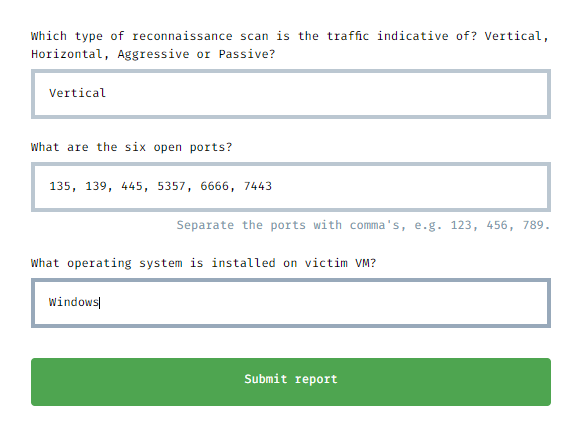 Which type of reconnaissance scan is the traffic indicative of? Vertical,
Horizontal, Aggressive or Passive?
Vertical
What are the six open ports?
135, 139, 445, 5357, 6666, 7443
Separate the ports with comma's, e.g. 123, 456, 789.
What operating system is installed on victim VM?
Windows
Submit report